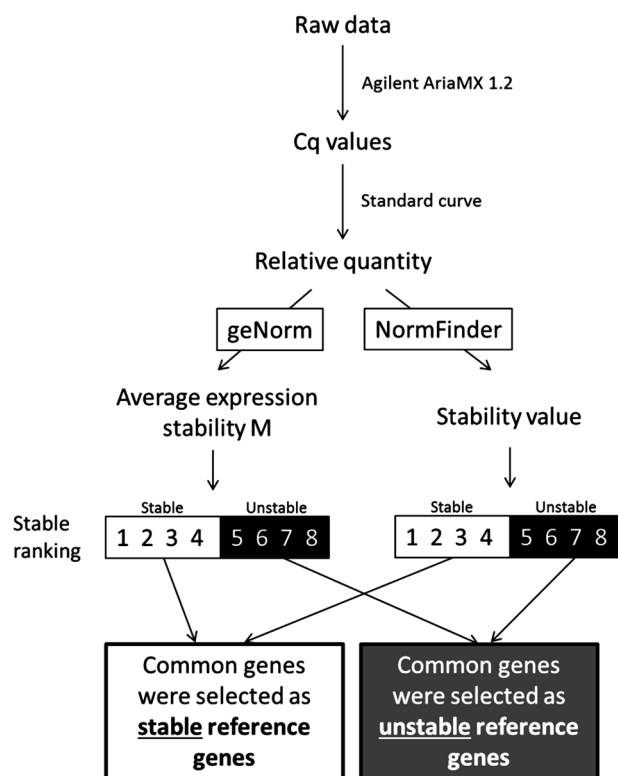 Raw data
Agilent AriaMX 1.2
Cq values
Standard curve
Relative quantity
geNorm
NormFinder
Average expression
stability M
Stability value
Stable
ranking
Stable Unstable
1 2 3 4 5 6 7 8
Stable Unstable
1 2 3 4 5 6 7 8
Common genes
were selected as
stable reference
genes
Common genes
were selected as
unstable reference
genes